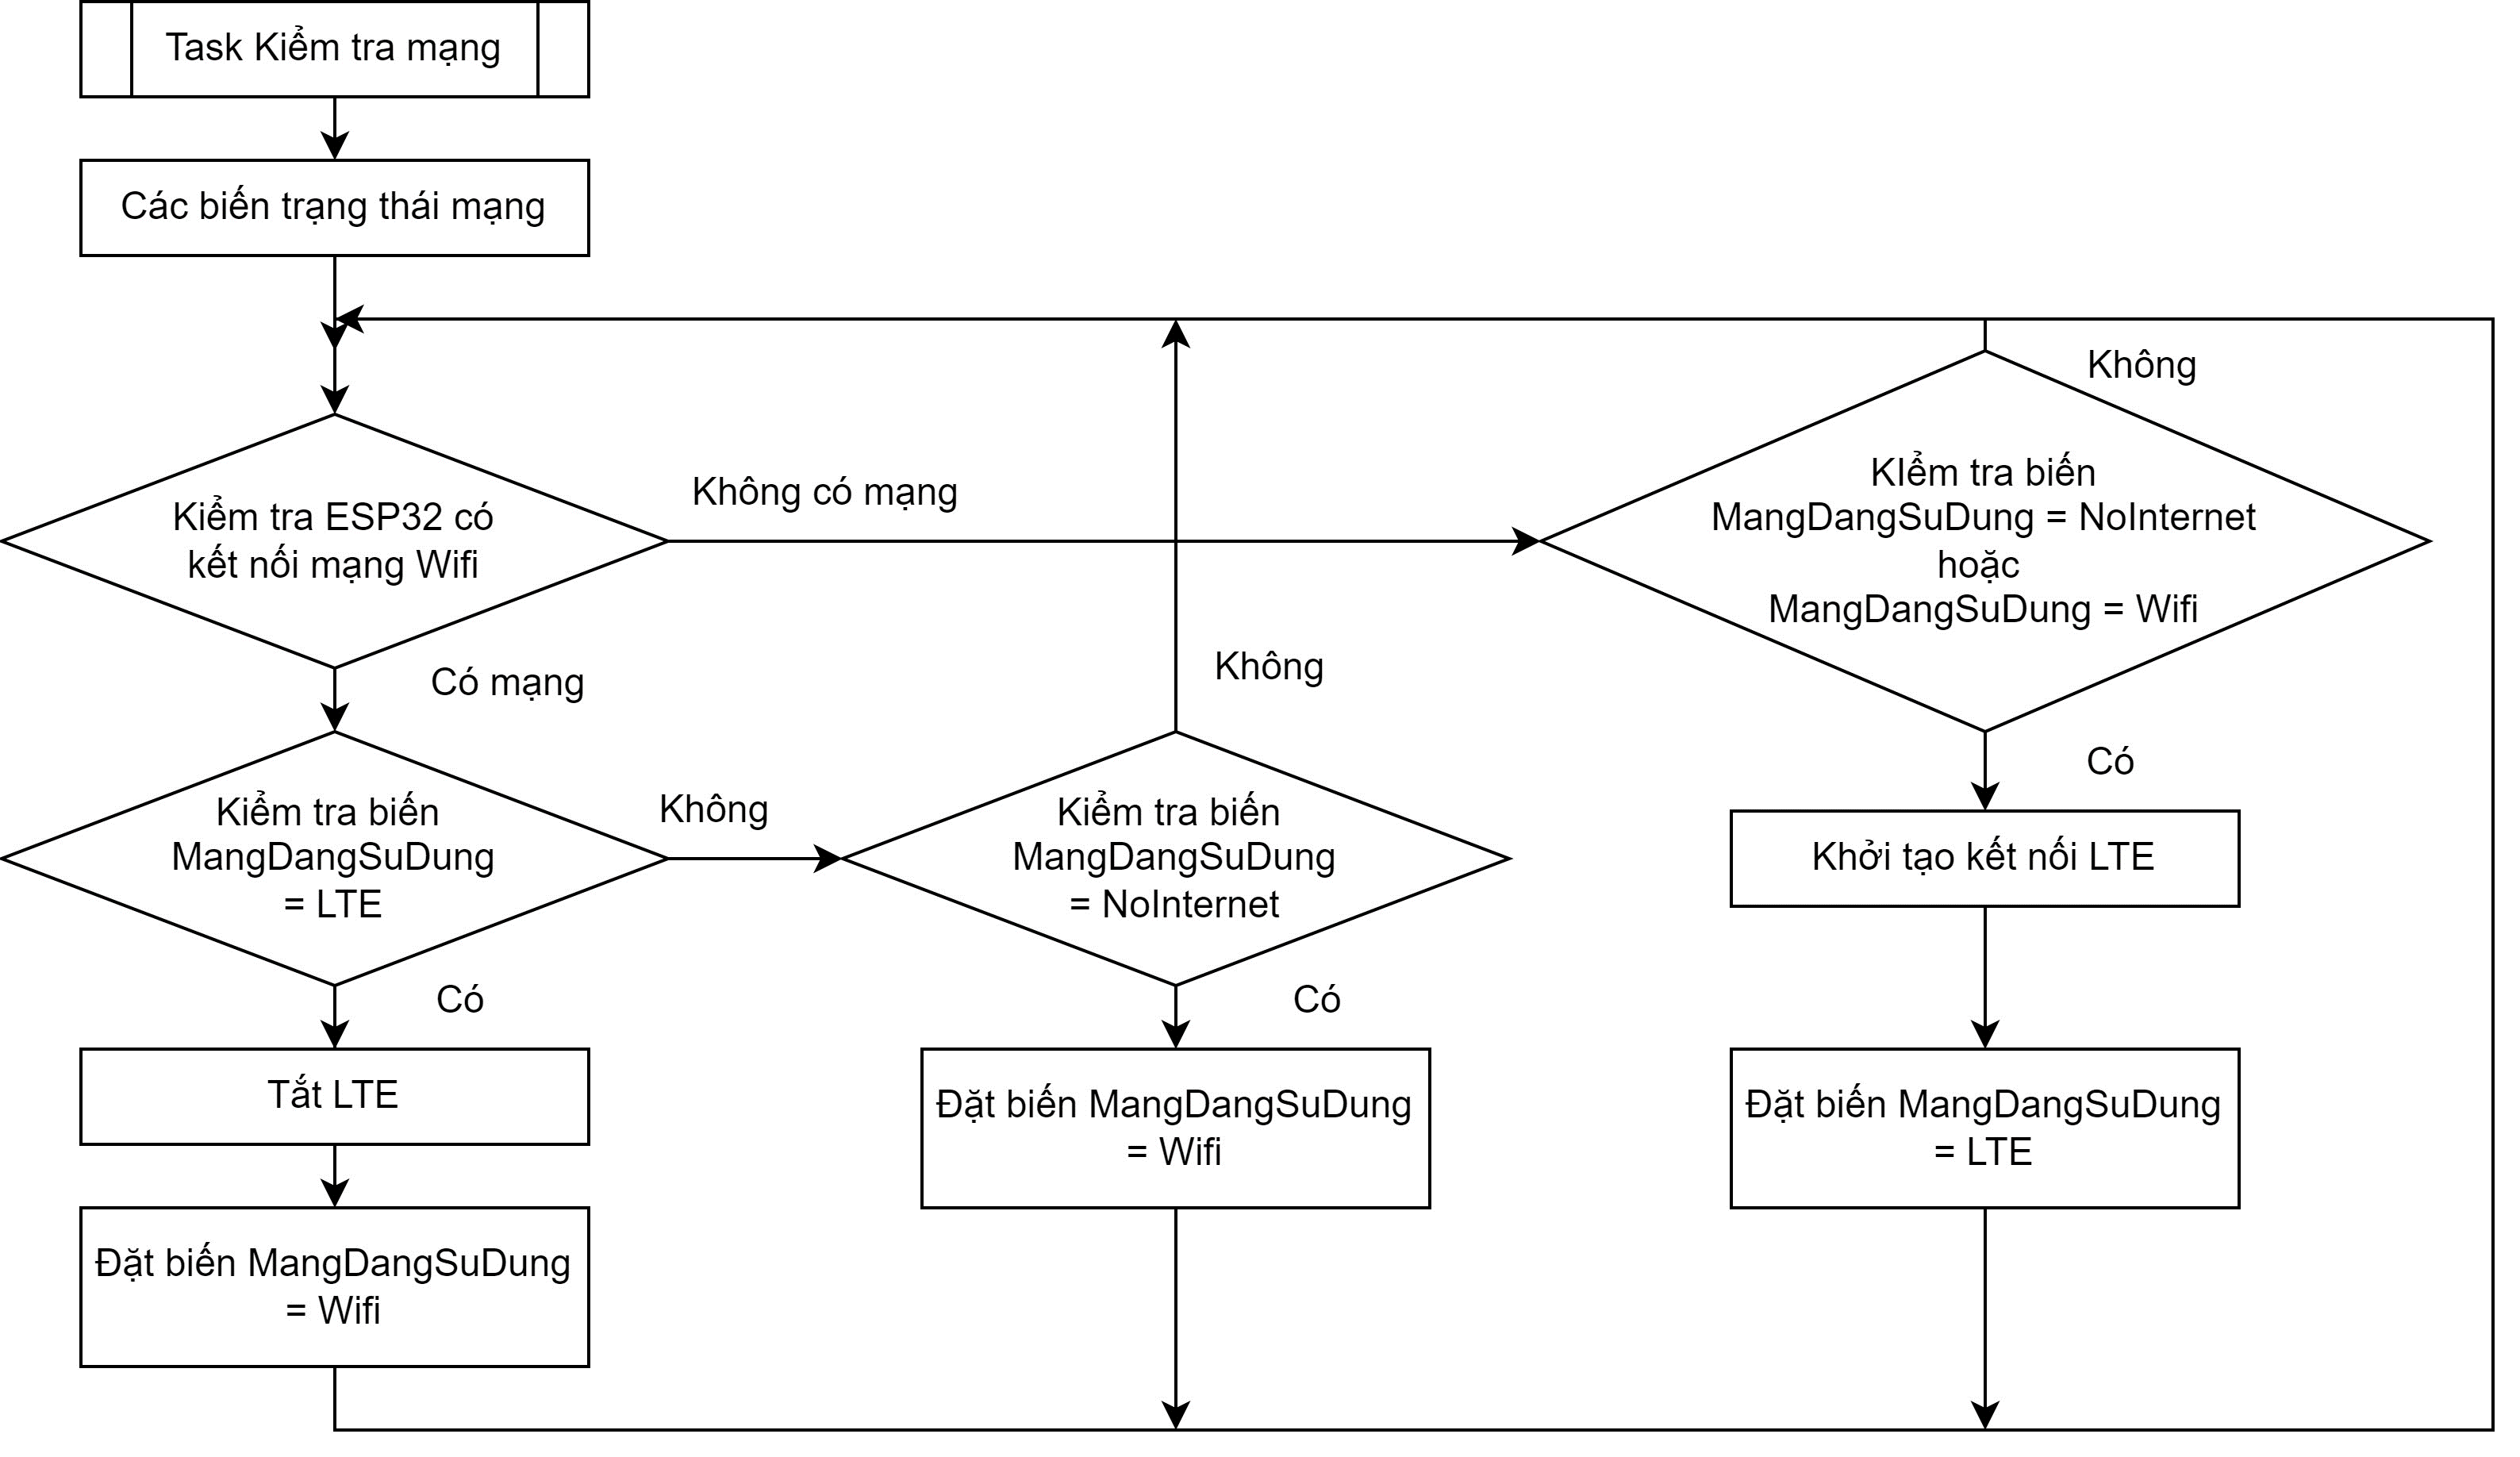 Task Kiểm tra mạng
Các biến trạng thái mạng
Kiểm tra ESP32 có
kết nối mạng Wifi
Không có mạng
KIểm tra biến
MangDangSuDung = NoInternet
hoặc
MangDangSuDung = Wifi
Không
Có mạng
Kiểm tra biến
MangDangSuDung
= LTE
Không
Kiểm tra biến
MangDangSuDung
= NoInternet
Không
Có
Khởi tạo kết nối LTE
Có
Tắt LTE
Có
Đặt biến MangDangSuDung
= Wifi
Đặt biến MangDangSuDung
= LTE
Đặt biến MangDangSuDung
= Wifi